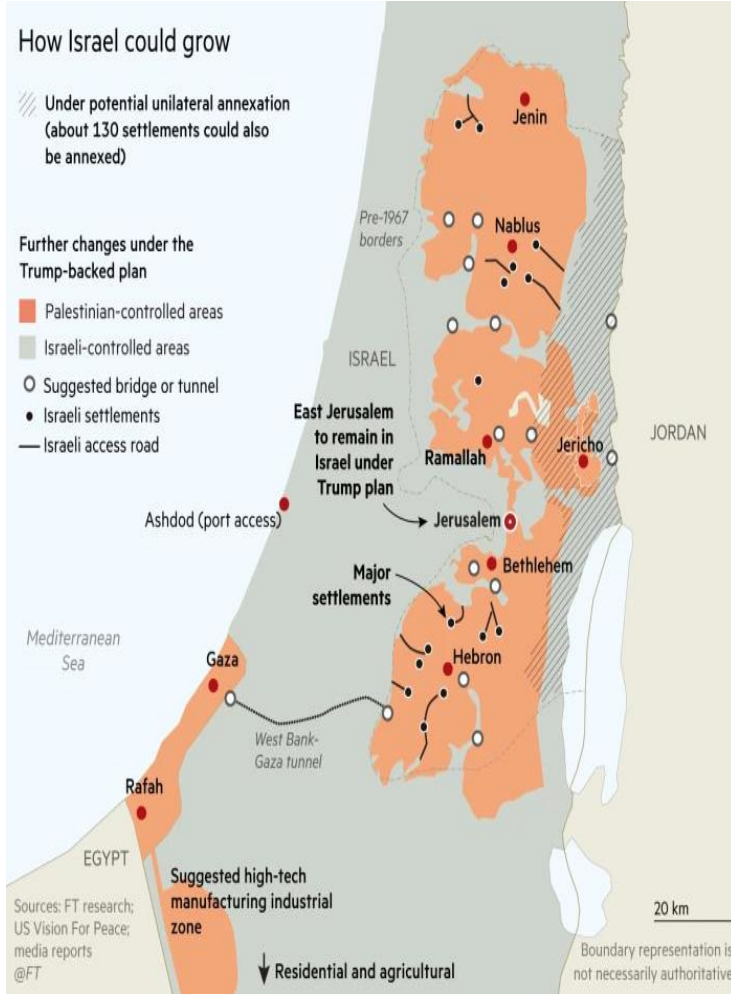 How Israel could grow
Under potential unilateral annexation
(about 130 settlements could also
be annexed)
Further changes under the
Trump-backed plan
Palestinian-controlled areas
Israeli-controlled areas
Suggested bridge or tunnel
Israeli settlements
Israeli access road
Jenin
Pre-1967
borders
Nablus
ISRAEL
East Jerusalem
to remain in
Israel under
Trump plan
Ramallah
Jericho
JORDAN
Ashdod (port access)
Jerusalem
Bethlehem
Major
settlements
Mediterranean
Sea
Gaza
Hebron
West Bank-
Gaza tunnel
Rafah
EGYPT
Suggested high-tech
manufacturing industrial
zone
Sources: FT research;
US Vision For Peace;
media reports
@FT
Residential and agricultural
20 km
Boundary representation is
not necessarily authoritative